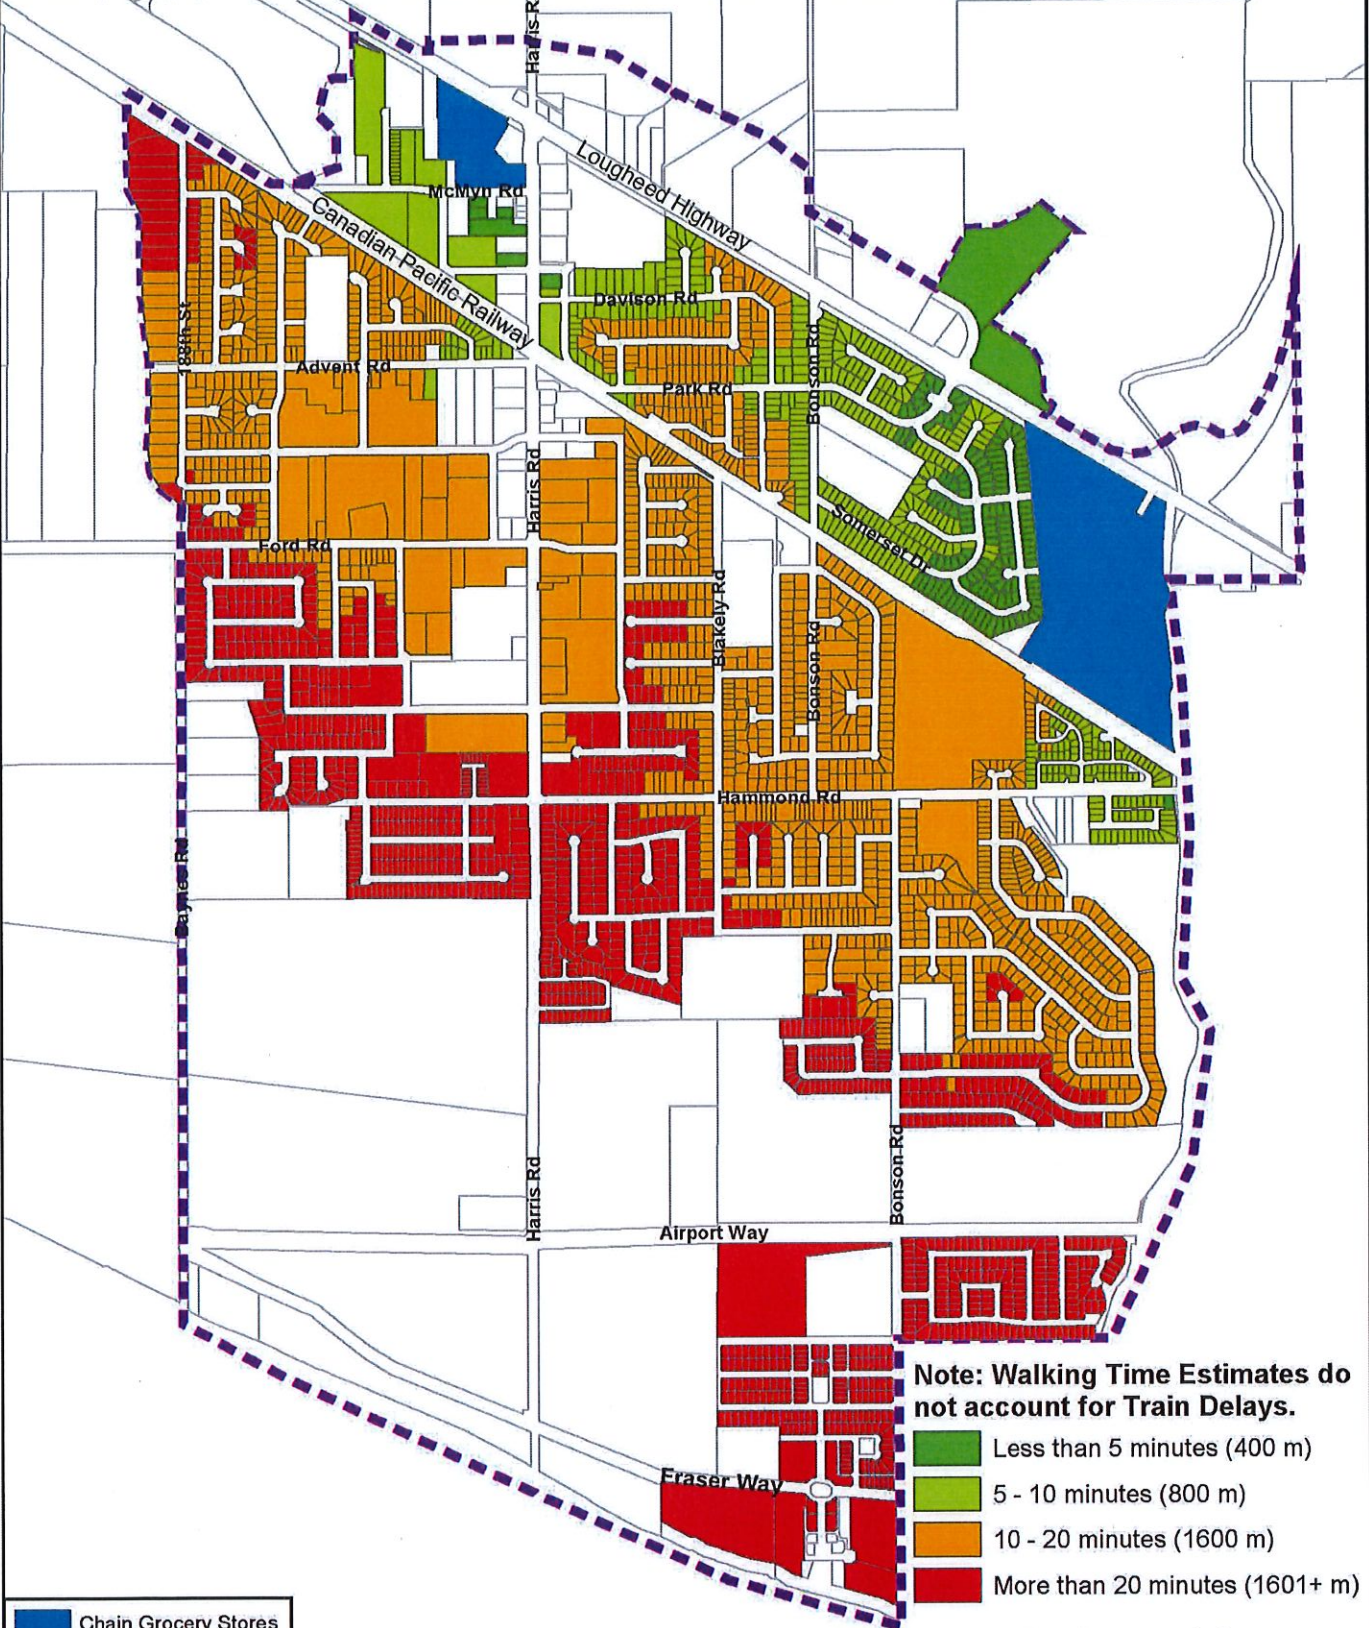 Harris R
Lougheed Highway
McMyn Rd
Canadian Pacific Railway
Davison Rd
188th St
Advent Rd
Park Rd
Bonson Rd
Harris Rd
Somerset Dr
Ford Rd
Blakely Rd
Bonson Rd
Hammond Rd
Baynes Rd
Harris Rd
Bonson Rd
Airport Way
Fraser Way
Note: Walking Time Estimates do
not account for Train Delays.
Less than 5 minutes (400 m)
5 - 10 minutes (800 m)
10 - 20 minutes (1600 m)
More than 20 minutes (1601+ m)
Chain Grocery Stores